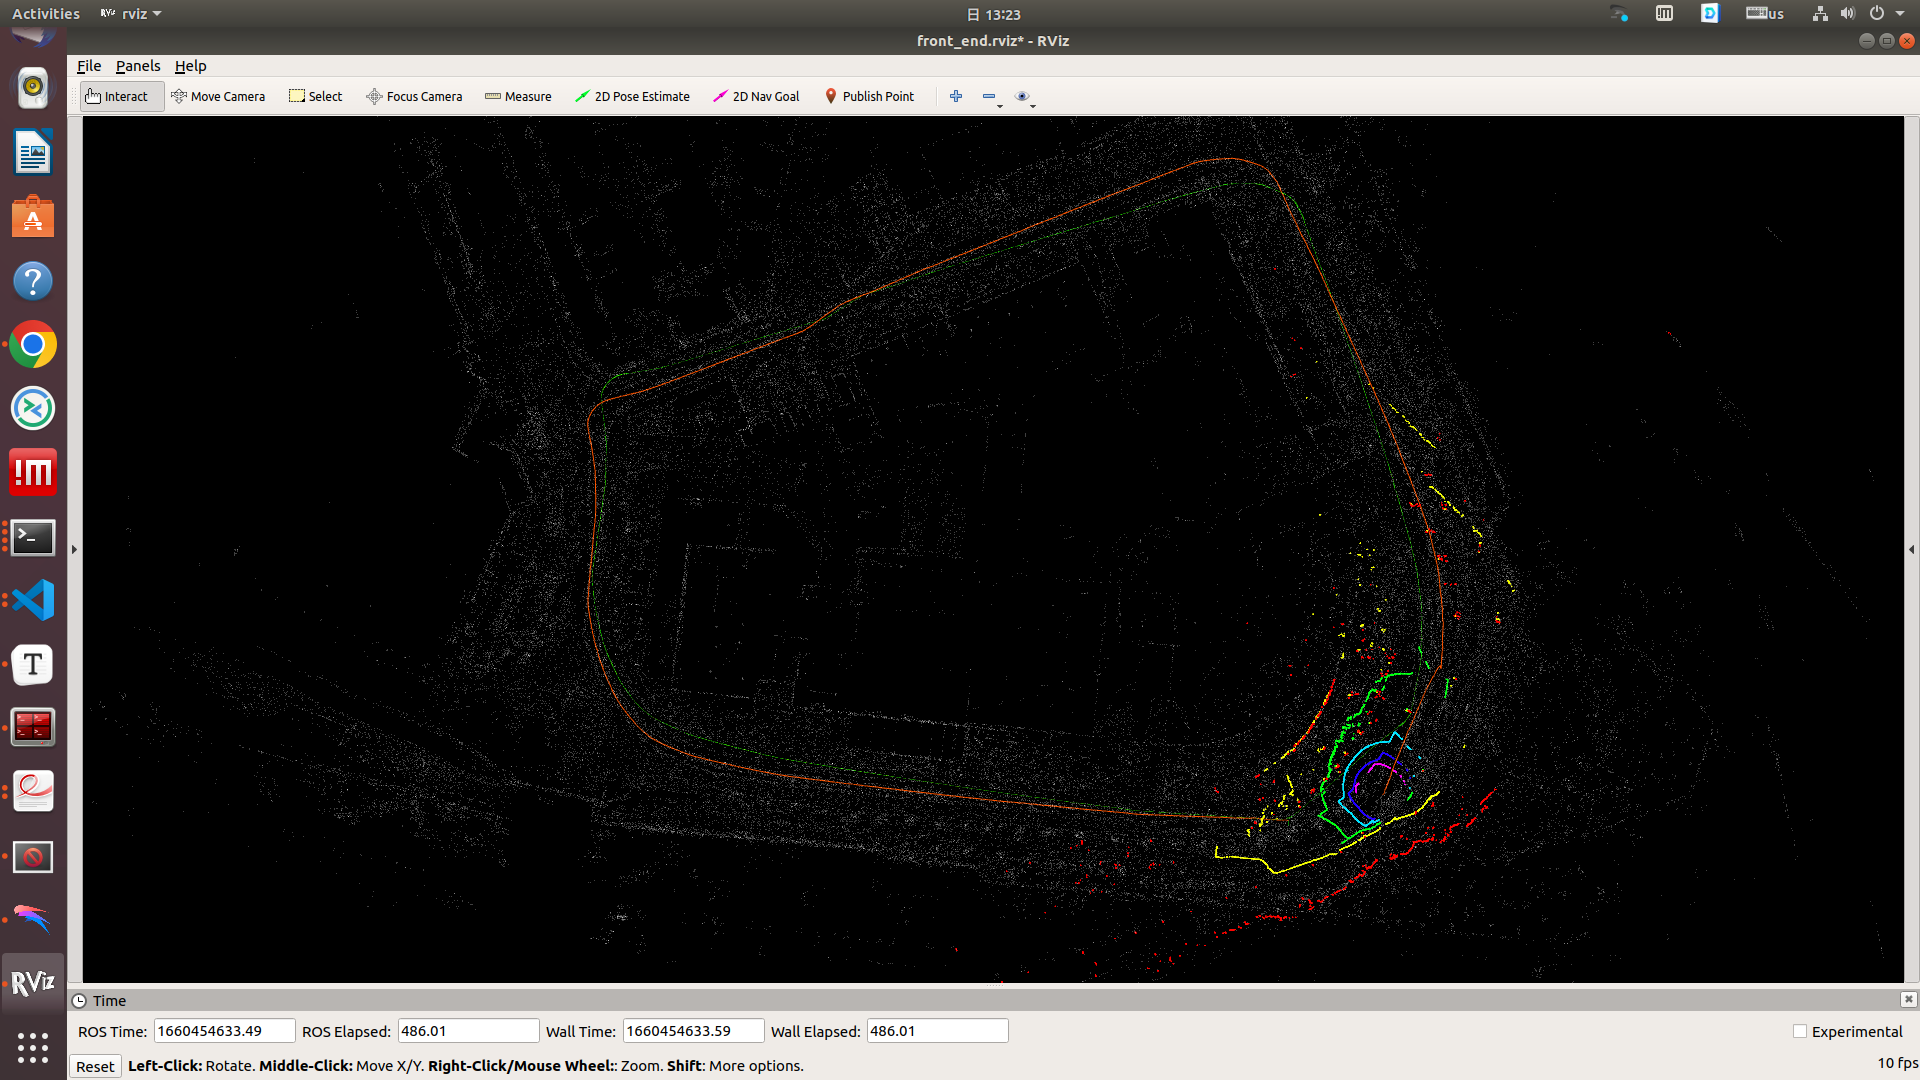 Activities RViz rviz 日 13:23 us
front_end.rviz* - RViz
File Panels Help
Interact Move Camera Select Focus Camera Measure 2D Pose Estimate 2D Nav Goal Publish Point
Time
ROS Time: 1660454633.49 ROS Elapsed: 486.01 Wall Time: 1660454633.59 Wall Elapsed: 486.01 Experimental
Reset Left-Click: Rotate. Middle-Click: Move X/Y. Right-Click/Mouse Wheel:: Zoom. Shift: More options. 10 fps
A
?
!m
>_
T
RViz